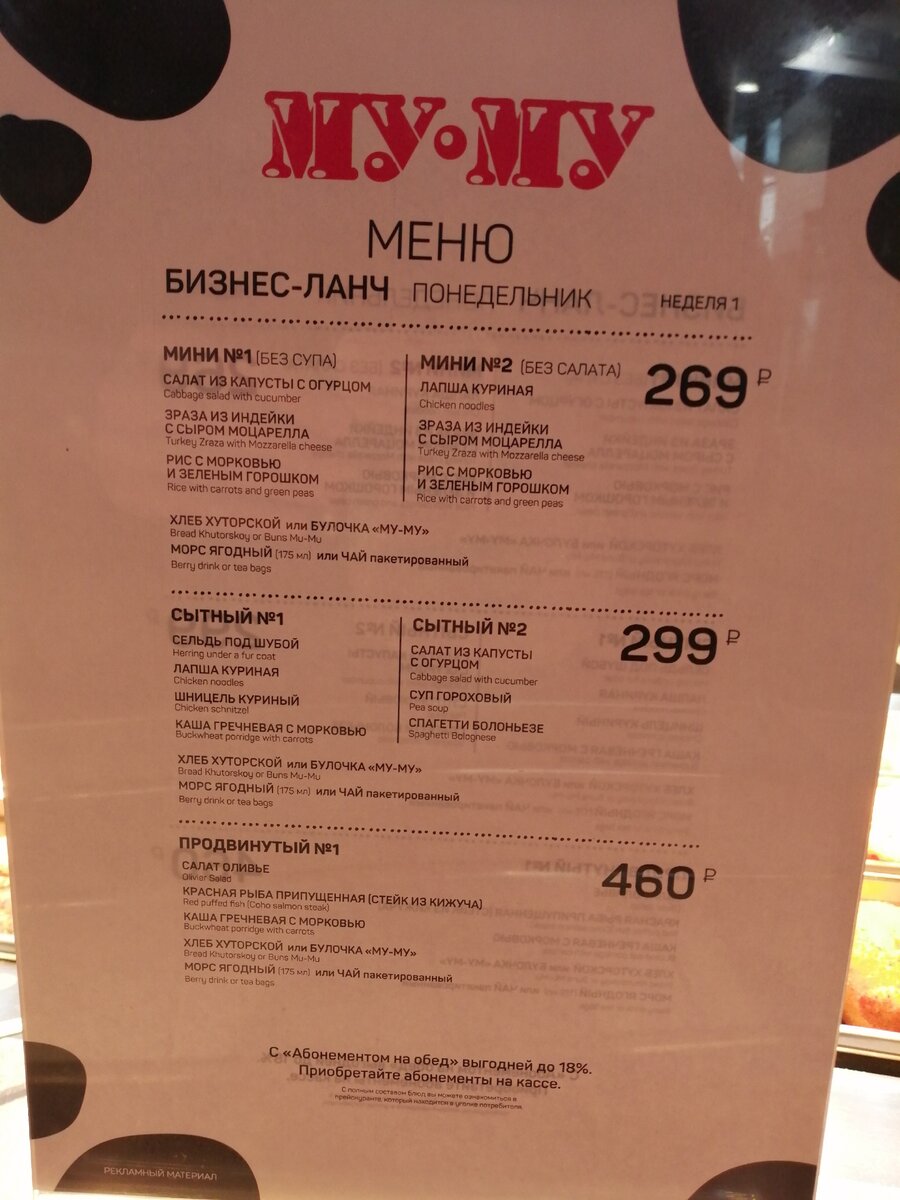 МУ·МУ
МЕНЮ
БИЗНЕС-ЛАНЧ ПОНЕДЕЛЬНИК НЕДЕЛЯ 1
МИНИ №1 (БЕЗ СУПА)
САЛАТ ИЗ КАПУСТЫ С ОГУРЦОМ
Cabbage salad with cucumber
ЗРАЗА ИЗ ИНДЕЙКИ
С СЫРОМ МОЦАРЕЛЛА
Turkey Zraza with Mozzarella cheese
РИС С МОРКОВЬЮ
И ЗЕЛЕНЫМ ГОРОШКОМ
Rice with carrots and green peas
МИНИ №2 (БЕЗ САЛАТА)
ЛАПША КУРИНАЯ
Chicken noodles
ЗРАЗА ИЗ ИНДЕЙКИ
С СЫРОМ МОЦАРЕЛЛА
Turkey Zraza with Mozzarella cheese
РИС С МОРКОВЬЮ
И ЗЕЛЕНЫМ ГОРОШКОМ
Rice with carrots and green peas
269 ₽
ХЛЕБ ХУТОРСКОЙ или БУЛОЧКА «МУ-МУ»
Bread Khutorskoy or Buns Mu-Mu
МОРС ЯГОДНЫЙ (175 мл) или ЧАЙ пакетированный
Berry drink or tea bags
СЫТНЫЙ №1
СЕЛЬДЬ ПОД ШУБОЙ
Herring under a fur coat
ЛАПША КУРИНАЯ
Chicken noodles
ШНИЦЕЛЬ КУРИНЫЙ
Chicken schnitzel
КАША ГРЕЧНЕВАЯ С МОРКОВЬЮ
Buckwheat porridge with carrots
СЫТНЫЙ №2
САЛАТ ИЗ КАПУСТЫ
С ОГУРЦОМ
Cabbage salad with cucumber
СУП ГОРОХОВЫЙ
Pea soup
СПАГЕТТИ БОЛОНЬЕЗЕ
Spaghetti Bolognese
299 ₽
ХЛЕБ ХУТОРСКОЙ или БУЛОЧКА «МУ-МУ»
Bread Khutorskoy or Buns Mu-Mu
МОРС ЯГОДНЫЙ (175 мл) или ЧАЙ пакетированный
Berry drink or tea bags
ПРОДВИНУТЫЙ №1
САЛАТ ОЛИВЬЕ
Olivier Salad
КРАСНАЯ РЫБА ПРИПУЩЕННАЯ (СТЕЙК ИЗ КИЖУЧА)
Red puffed fish (Coho salmon steak)
КАША ГРЕЧНЕВАЯ С МОРКОВЬЮ
Buckwheat porridge with carrots
ХЛЕБ ХУТОРСКОЙ или БУЛОЧКА «МУ-МУ»
Bread Khutorskoy or Buns Mu-Mu
МОРС ЯГОДНЫЙ (175 мл) или ЧАЙ пакетированный
Berry drink or tea bags
460 ₽
С «Абонементом на обед» выгодней до 18%.
Приобретайте абонементы на кассе.
С полным составом блюд вы можете ознакомиться в
прейскуранте, который находится в уголке потребителя.
РЕКЛАМНЫЙ МАТЕРИАЛ